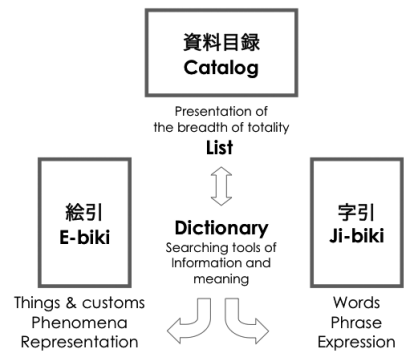 資料目録
Catalog
Presentation of
the breadth of totality
List
絵引
E-biki
Dictionary
Searching tools of
Information and
meaning
字引
Ji-biki
Things & customs
Phenomena
Representation
Words
Phrase
Expression